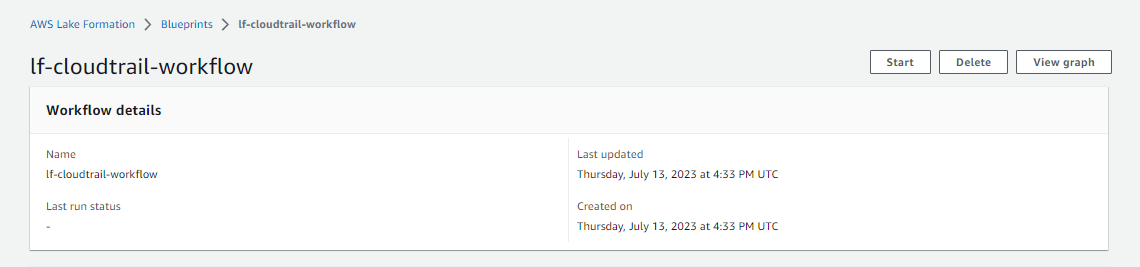 AWS Lake Formation > Blueprints > lf-cloudtrail-workflow
lf-cloudtrail-workflow
Start Delete View graph
Workflow details
Name
lf-cloudtrail-workflow
Last updated
Thursday, July 13, 2023 at 4:33 PM UTC
Last run status
-
Created on
Thursday, July 13, 2023 at 4:33 PM UTC